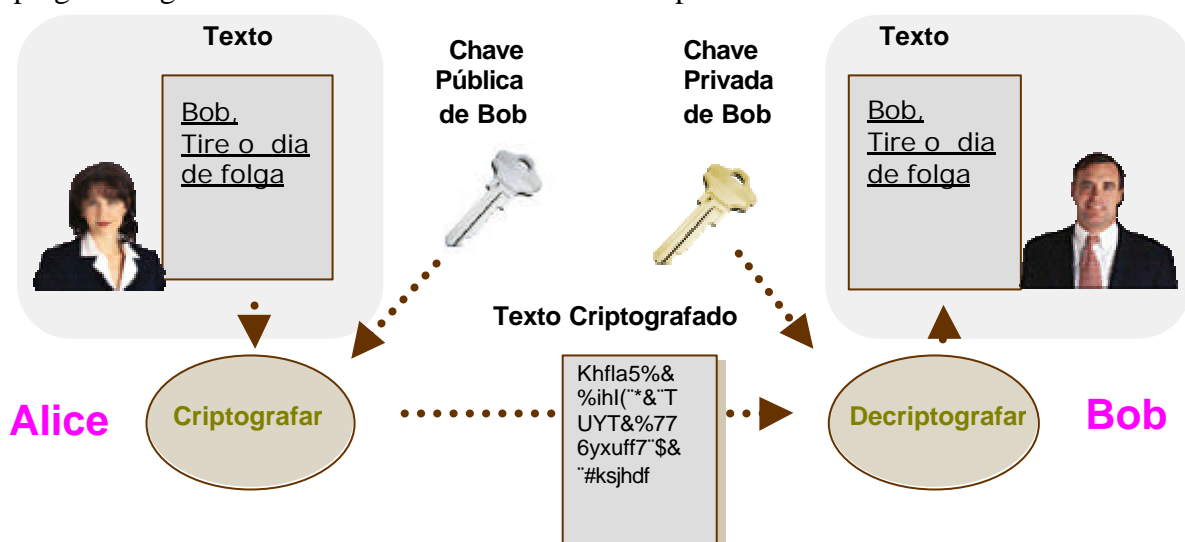 Texto
Chave
Pública
de Bob
Chave
Privada
de Bob
Texto
Bob,
Tire o dia
de folga
Bob,
Tire o dia
de folga
Texto Criptografado
Alice
Criptografar
Khfla5%&
%ihI(¨*&¨T
UYT&%77
6yxuff7¨$&
¨#ksjhdf
Decriptografar
Bob